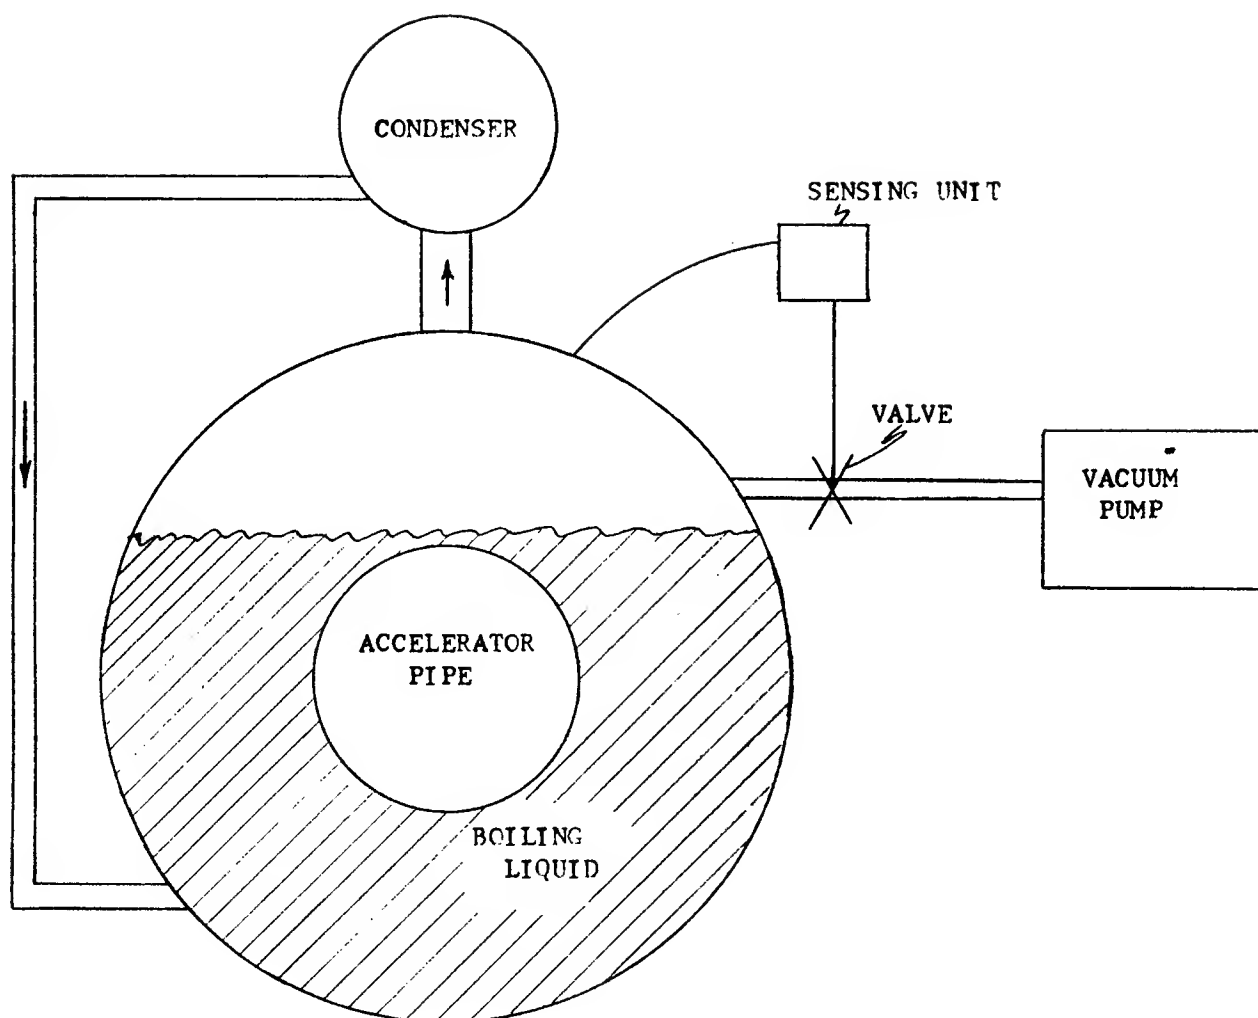 CONDENSER
SENSING UNIT
VALVE
VACUUM
PUMP
ACCELERATOR
PIPE
BOILING
LIQUID